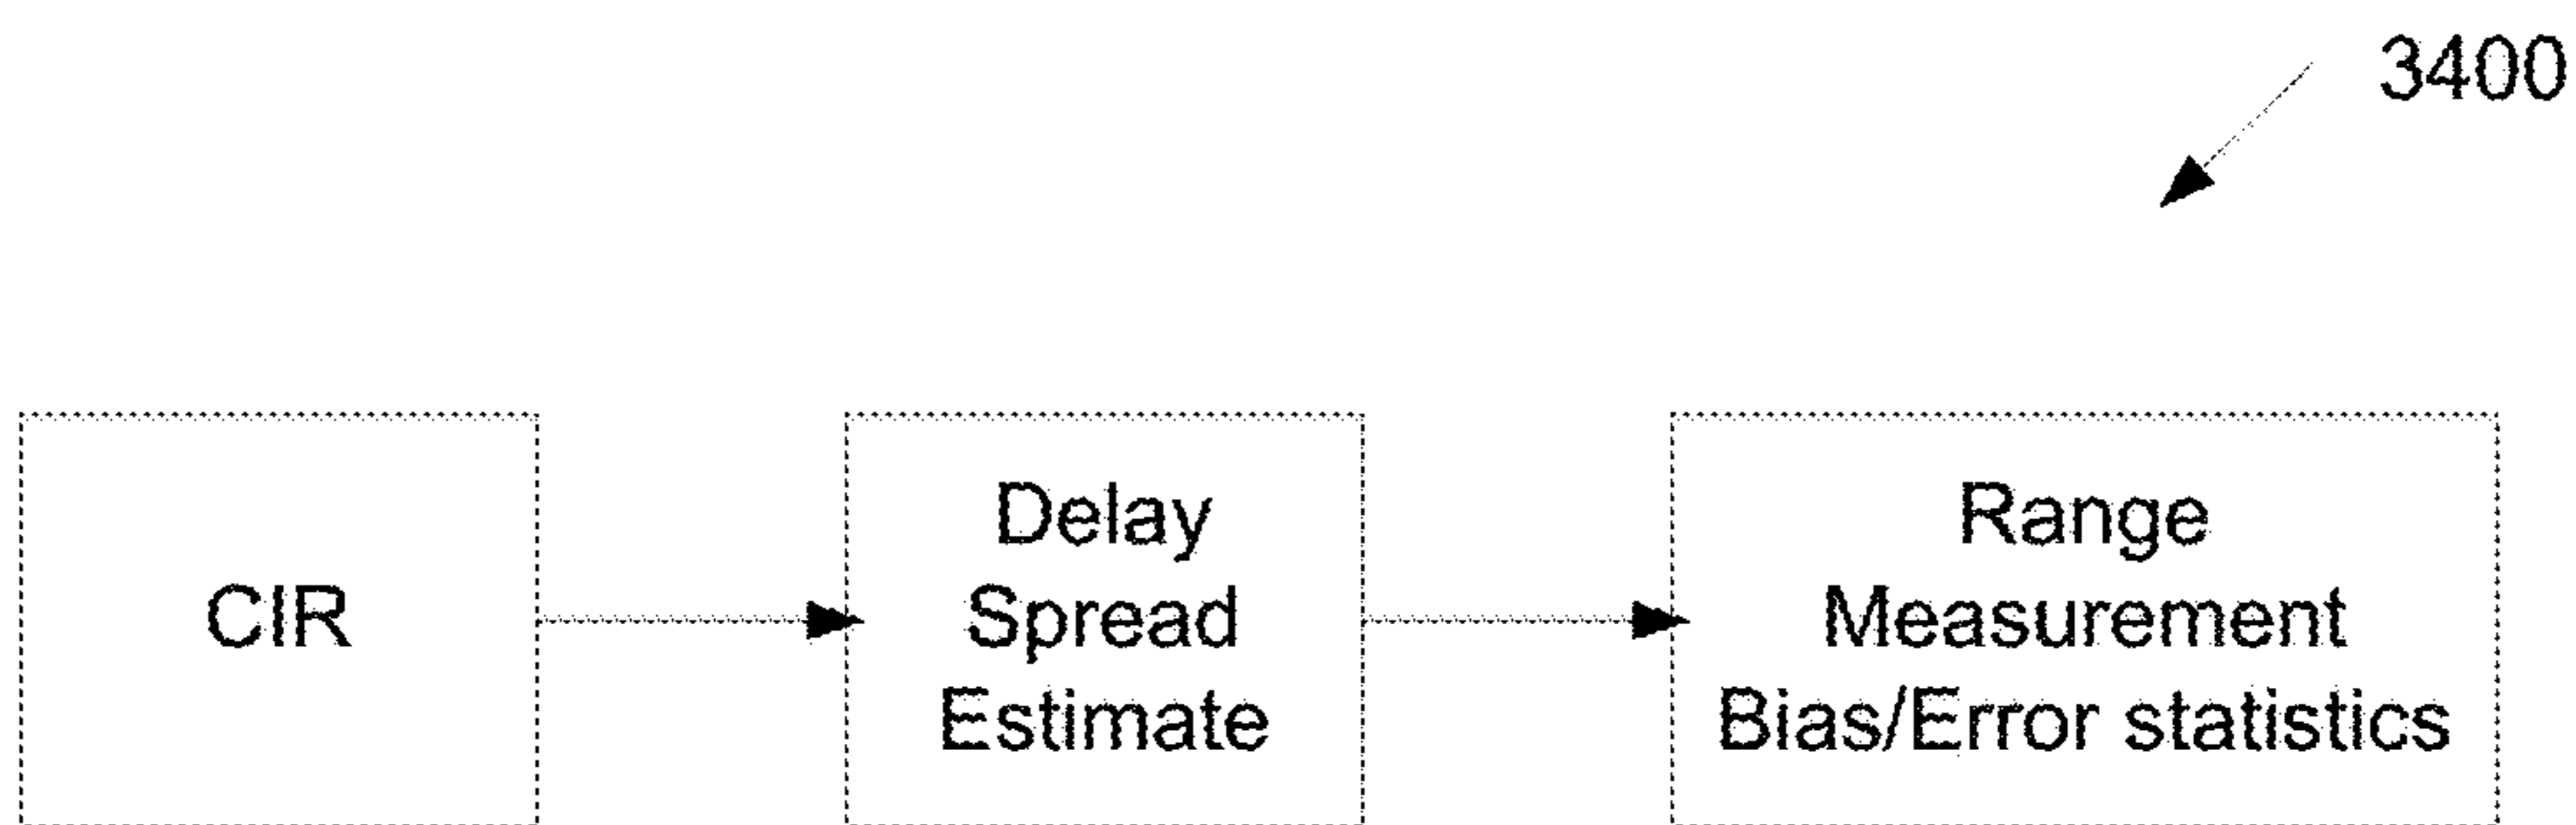 3400
CIR
Delay
Spread
Estimate
Range
Measurement
Bias/Error statistics